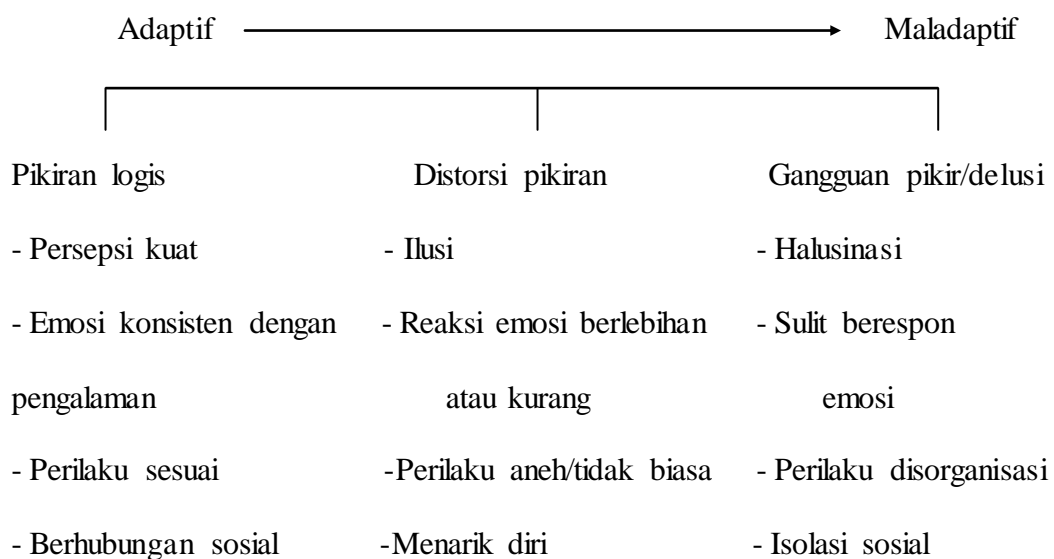 Adaptif Maladaptif
Pikiran logis Distorsi pikiran Gangguan pikir/delusi
- Persepsi kuat - Ilusi - Halusinasi
- Emosi konsisten dengan - Reaksi emosi berlebihan - Sulit berespon
pengalaman atau kurang emosi
- Perilaku sesuai -Perilaku aneh/tidak biasa - Perilaku disorganisasi
- Berhubungan sosial -Menarik diri - Isolasi sosial